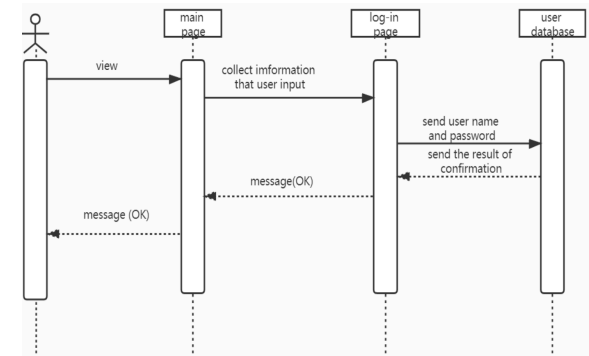 main
page
log-in
page
user
database
view
collect imformation
that user input
send user name
and password
send the result of
confirmation
message(OK)
message (OK)